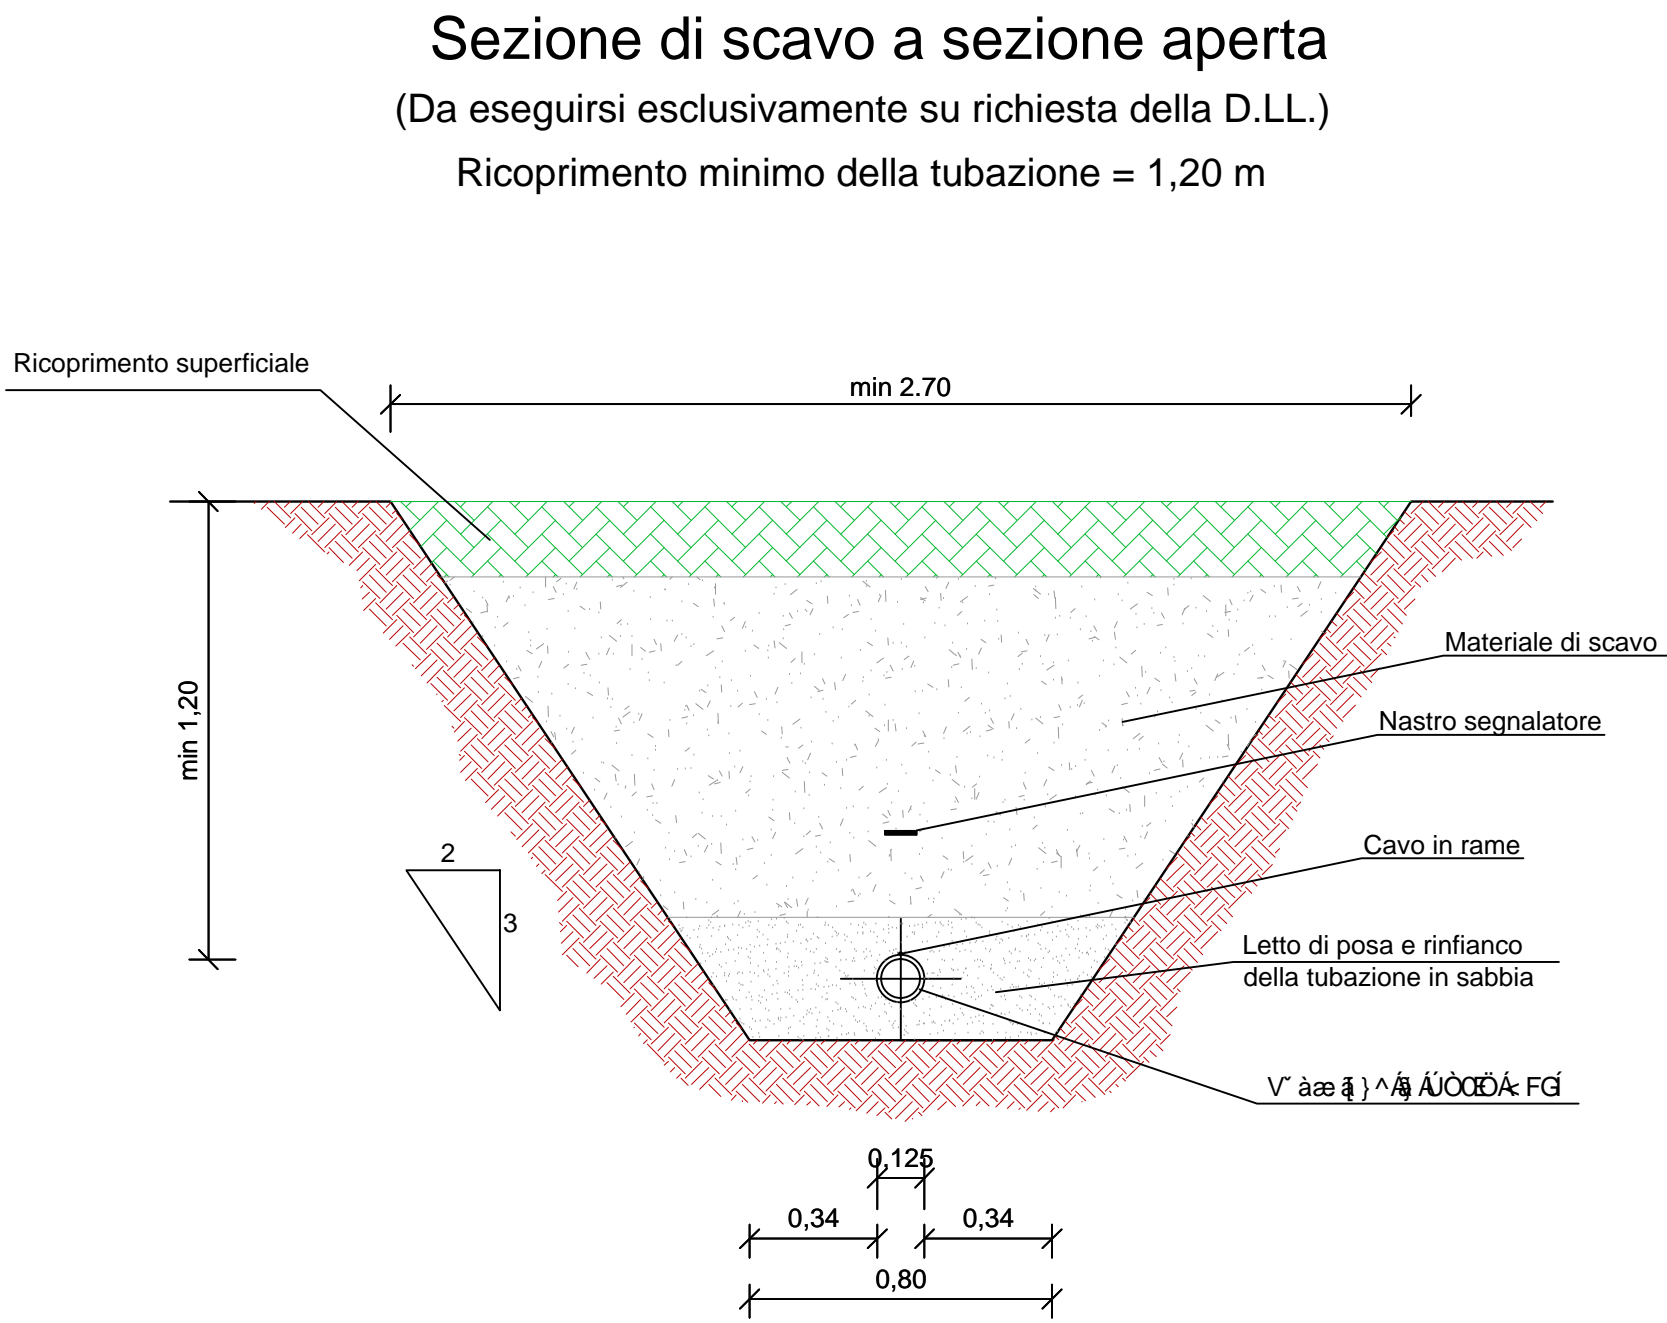 Sezione di scavo a sezione aperta
(Da eseguirsi esclusivamente su richiesta della D.LL.)
Ricoprimento minimo della tubazione = 1,20 m
Ricoprimento superficiale
min 2.70
min 1,20
Materiale di scavo
Nastro segnalatore
2
3
Cavo in rame
Letto di posa e rinfianco
della tubazione in sabbia
0,125
0,34
0,34
0,80